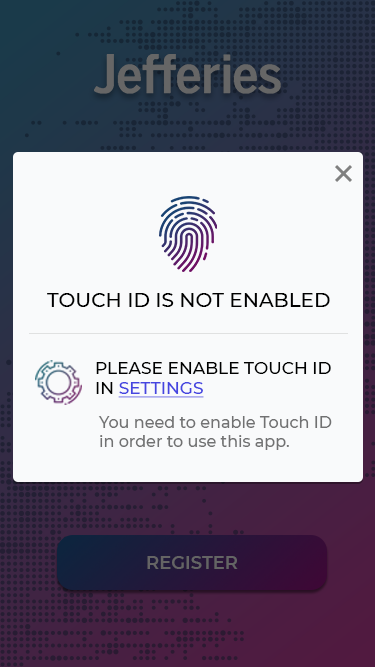 Jefferies
TOUCH ID IS NOT ENABLED
PLEASE ENABLE TOUCH ID
IN SETTINGS
You need to enable Touch ID
in order to use this app.
REGISTER